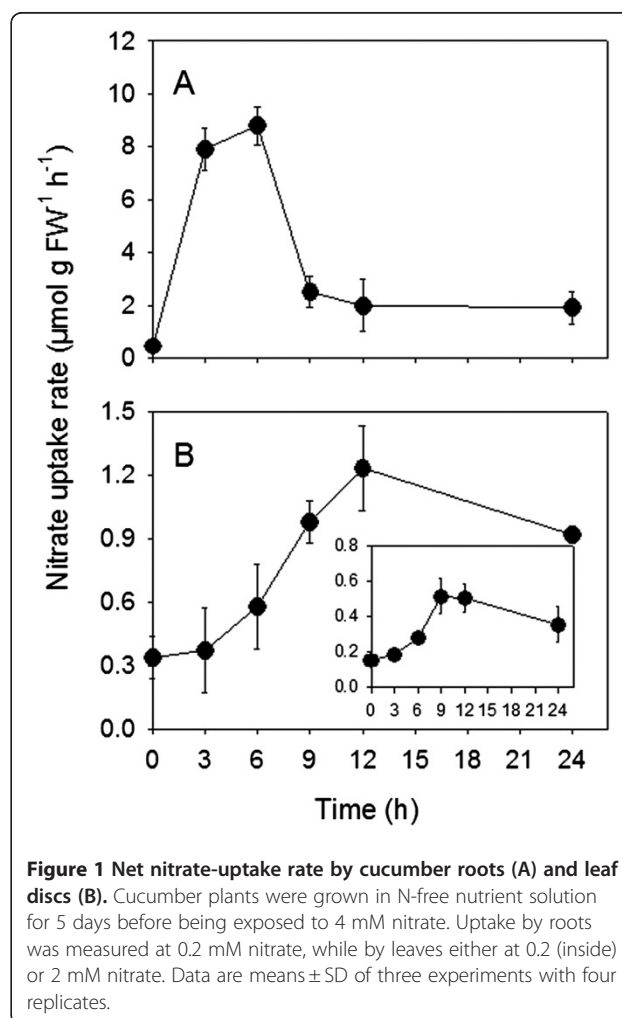 12
10
8
6
4
2
0
A
Nitrate uptake rate (µmol g FW⁻¹ h⁻¹)
1.5
1.2
0.9
0.6
0.3
0.0
B
0.8
0.6
0.4
0.2
0.0
0 3 6 9 12 15 18 21 24
0 3 6 9 12 15 18 21 24
Time (h)
Figure 1 Net nitrate-uptake rate by cucumber roots (A) and leaf
discs (B). Cucumber plants were grown in N-free nutrient solution
for 5 days before being exposed to 4 mM nitrate. Uptake by roots
was measured at 0.2 mM nitrate, while by leaves either at 0.2 (inside)
or 2 mM nitrate. Data are means ± SD of three experiments with four
replicates.